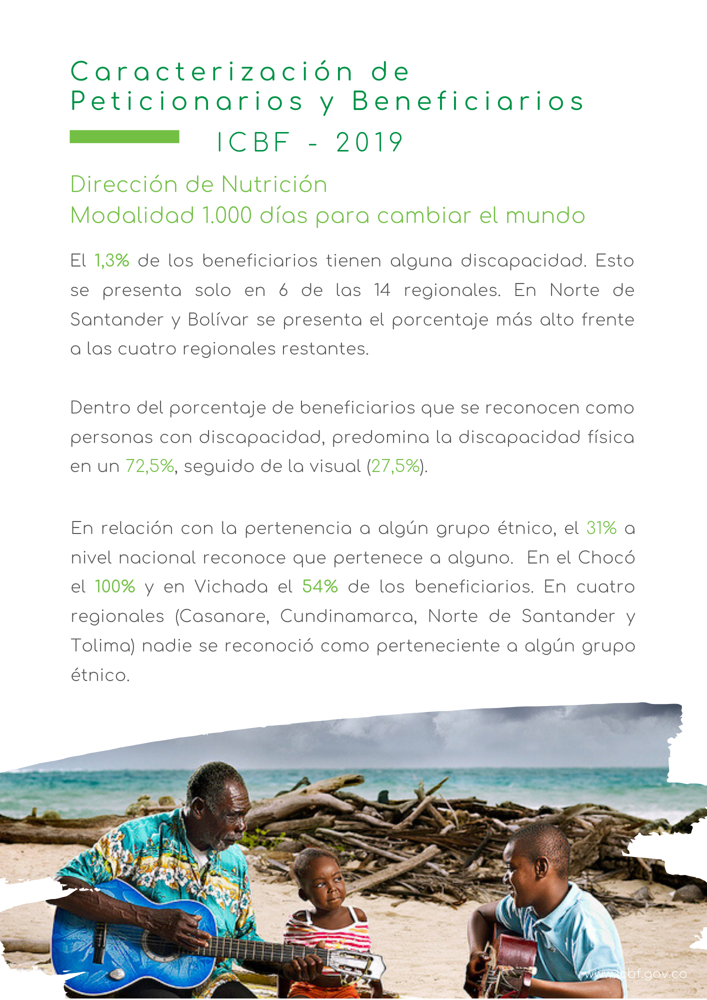 Caracterización de
Peticionarios y Beneficiarios
ICBF - 2019
Dirección de Nutrición
Modalidad 1.000 días para cambiar el mundo
El 1,3% de los beneficiarios tienen alguna discapacidad. Esto
se presenta solo en 6 de las 14 regionales. En Norte de
Santander y Bolívar se presenta el porcentaje más alto frente
a las cuatro regionales restantes.
Dentro del porcentaje de beneficiarios que se reconocen como
personas con discapacidad, predomina la discapacidad física
en un 72,5%, seguido de la visual (27,5%).
En relación con la pertenencia a algún grupo étnico, el 31% a
nivel nacional reconoce que pertenece a alguno. En el Chocó
el 100% y en Vichada el 54% de los beneficiarios. En cuatro
regionales (Casanare, Cundinamarca, Norte de Santander y
Tolima) nadie se reconoció como perteneciente a algún grupo
étnico.
www.icbf.gov.co